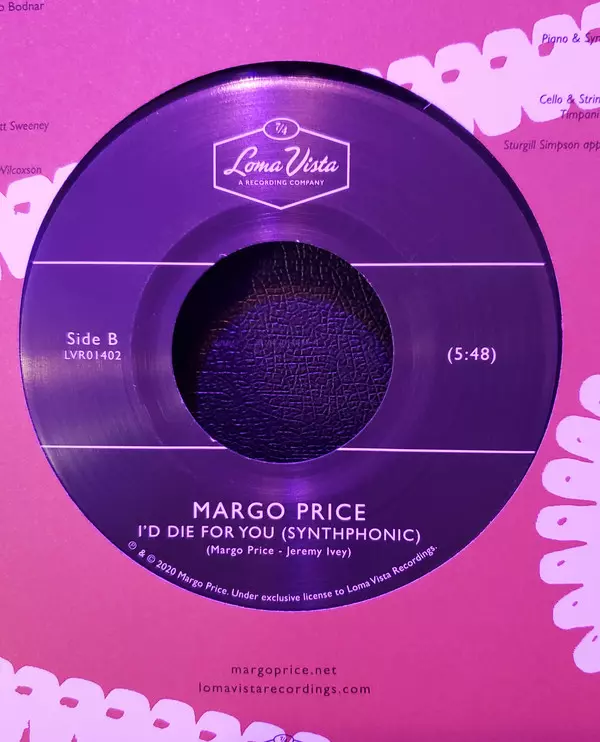 o Bodnar
Piano & Syn
tt Sweeney
Cello & Strin
Timpani
Wilcoxson
Sturgill Simpson app
Loma Vista
A RECORDING COMPANY
Side B
LVR01402
(5:48)
MARGO PRICE
I'D DIE FOR YOU (SYNTHPHONIC)
(Margo Price - Jeremy Ivey)
℗ & © 2020 Margo Price. Under exclusive license to Loma Vista Recordings.
margoprice.net
lomavistarecordings.com